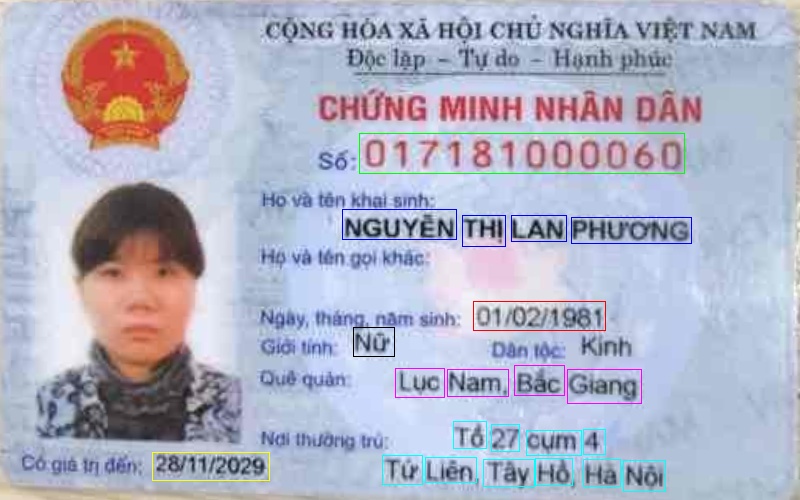 CỘNG HÒA XÃ HỘI CHỦ NGHĨA VIỆT NAM
Độc lập - Tự do - Hạnh phúc
CHỨNG MINH NHÂN DÂN
Số: 017181000060
Họ và tên khai sinh:
NGUYỄN THỊ LAN PHƯƠNG
Họ và tên gọi khác:
Ngày, tháng, năm sinh: 01/02/1981
Giới tính: Nữ Dân tộc: Kinh
Quê quán: Lục Nam, Bắc Giang
Nơi thường trú: Tổ 27 cụm 4
Tứ Liên, Tây Hồ, Hà Nội
Có giá trị đến: 28/11/2029